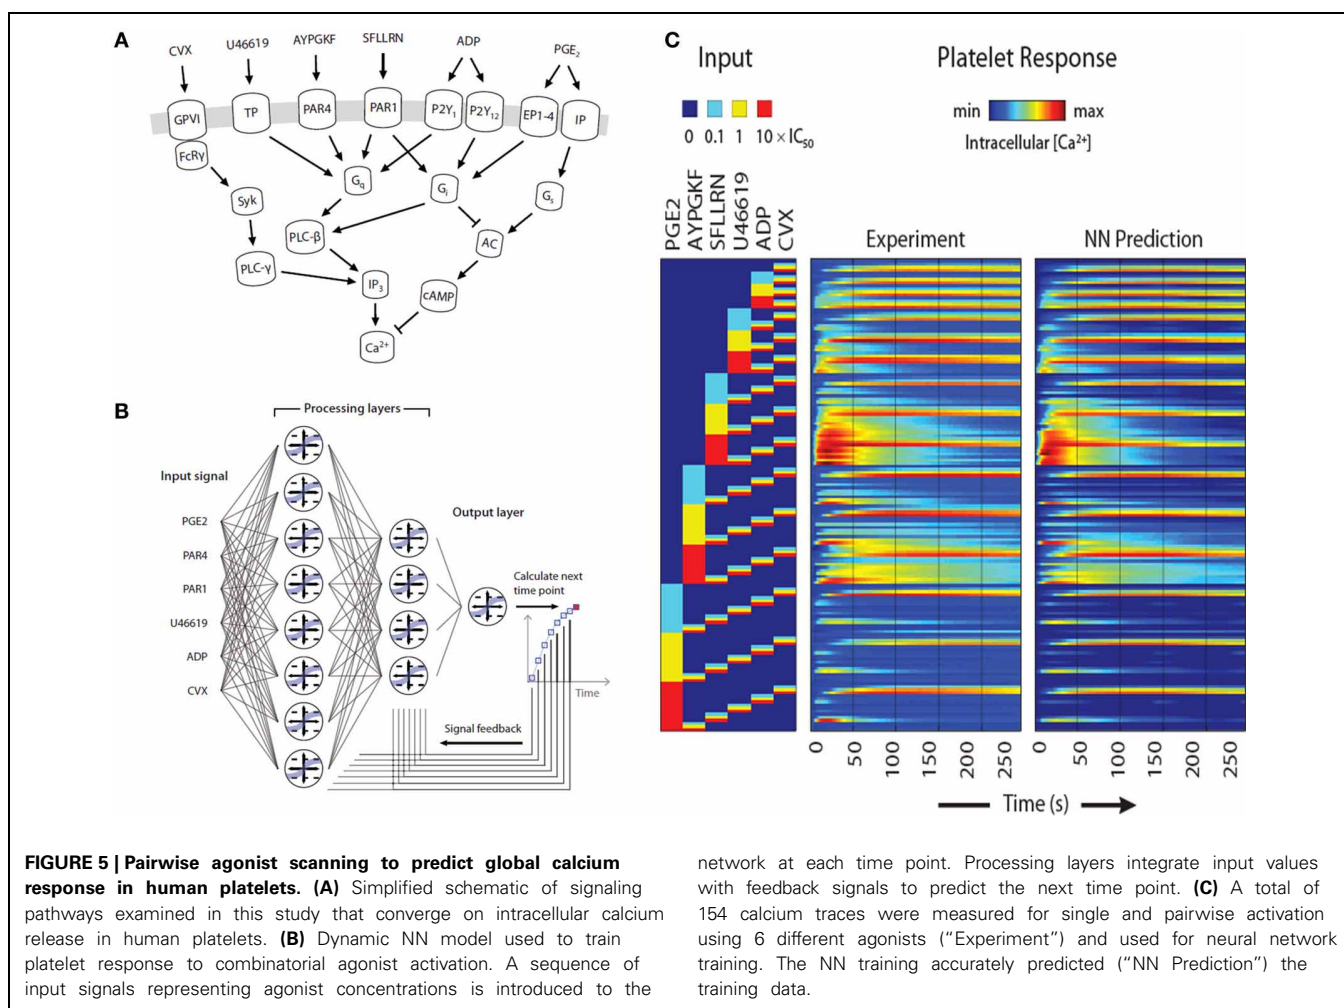 A
CVX
U46619
AYPGKF
SFLLRN
ADP
PGE2
GPVI
TP
PAR4
PAR1
P2Y1
P2Y12
EP1-4
IP
FcRγ
Gq
Gi
Gs
Syk
PLC-β
AC
PLC-γ
IP3
cAMP
Ca2+
B
Processing layers
Input signal
PGE2
PAR4
PAR1
U46619
ADP
CVX
Output layer
Calculate next
time point
Time
Signal feedback
C
Input
0 0.1 1 10 × IC50
Platelet Response
min max
Intracellular [Ca2+]
PGE2
AYPGKF
SFLLRN
U46619
ADP
CVX
Experiment
NN Prediction
0 50 100 150 200 250
0 50 100 150 200 250
Time (s)
FIGURE 5 | Pairwise agonist scanning to predict global calcium
response in human platelets. (A) Simplified schematic of signaling
pathways examined in this study that converge on intracellular calcium
release in human platelets. (B) Dynamic NN model used to train
platelet response to combinatorial agonist activation. A sequence of
input signals representing agonist concentrations is introduced to the
network at each time point. Processing layers integrate input values
with feedback signals to predict the next time point. (C) A total of
154 calcium traces were measured for single and pairwise activation
using 6 different agonists (“Experiment”) and used for neural network
training. The NN training accurately predicted (“NN Prediction”) the
training data.